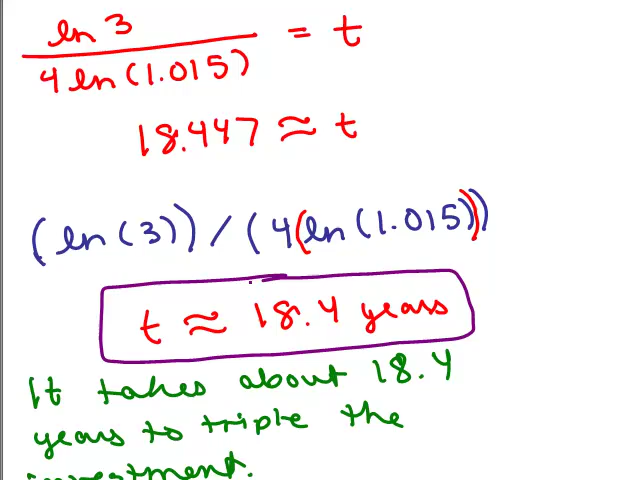 ln 3 / 4 ln (1.015) = t
18.447 ≈ t
(ln (3)) / (4(ln (1.015)))
t ≈ 18.4 years
It takes about 18.4
years to triple the
investment.